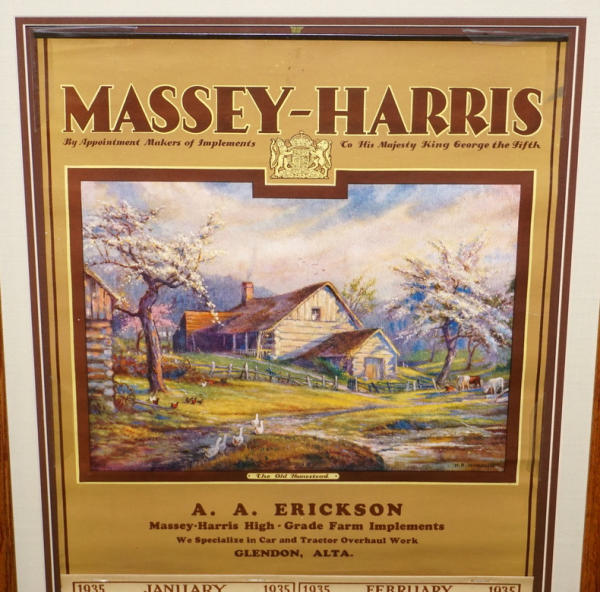 MASSEY-HARRIS
By Appointment Makers of Implements To His Majesty King George the Fifth
The Old Homestead
A. A. ERICKSON
Massey-Harris High-Grade Farm Implements
We Specialize in Car and Tractor Overhaul Work
GLENDON, ALTA.
1935 JANUARY 1935 1935 FEBRUARY 1935